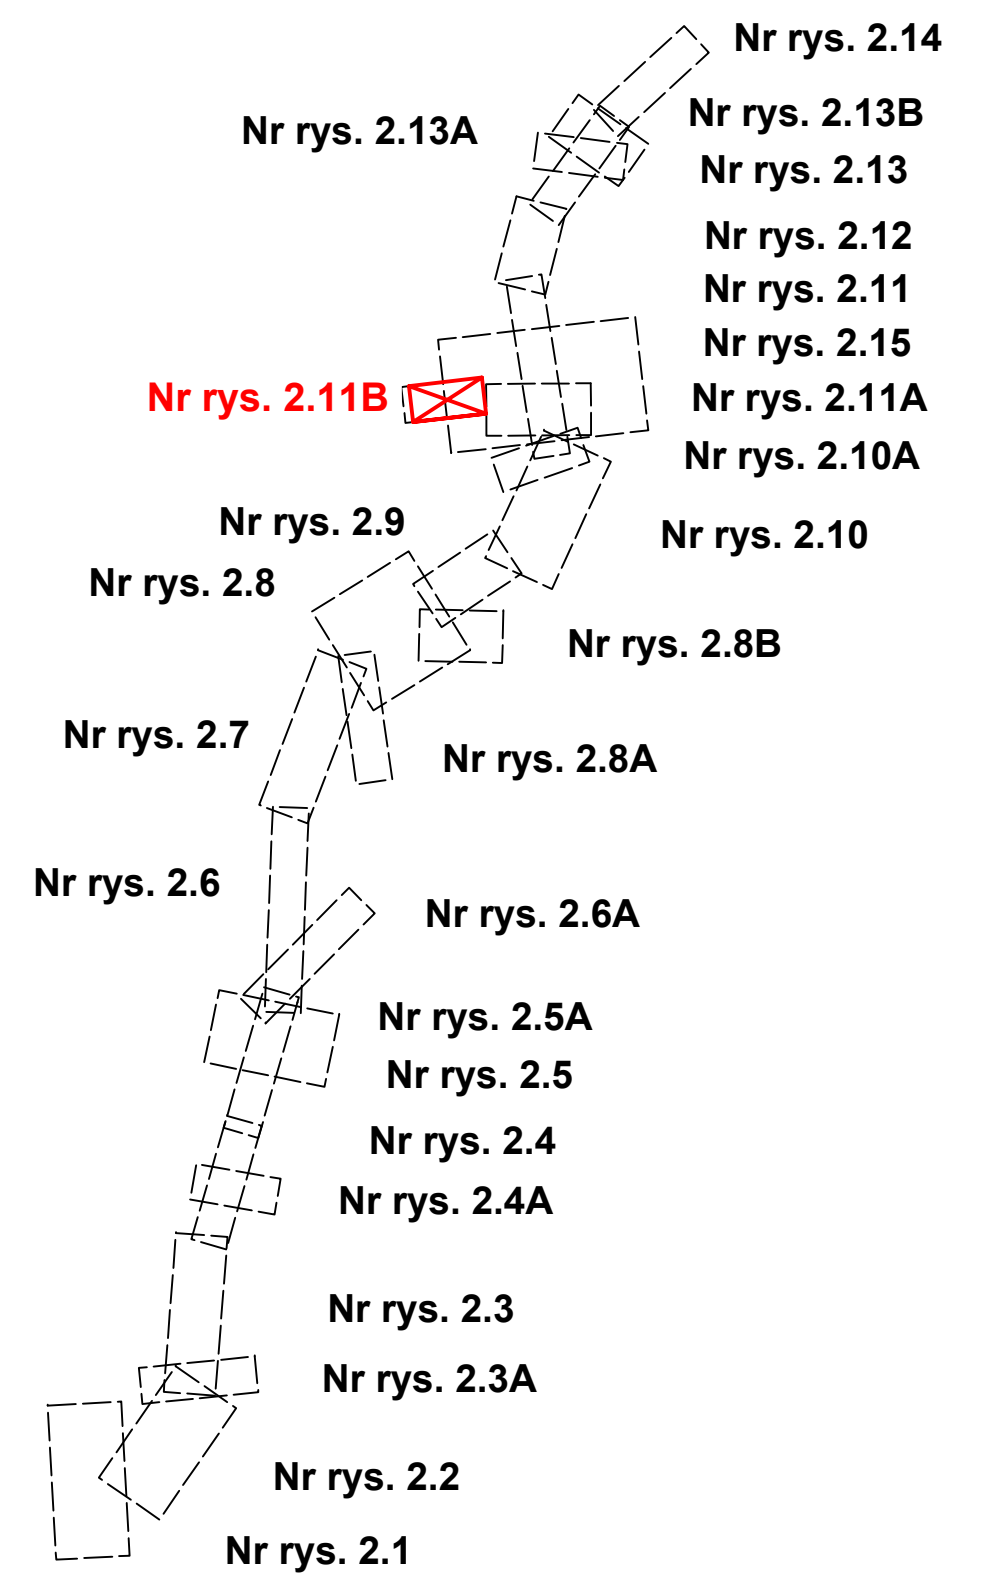 Nr rys. 2.14
Nr rys. 2.13B
Nr rys. 2.13A
Nr rys. 2.13
Nr rys. 2.12
Nr rys. 2.11
Nr rys. 2.15
Nr rys. 2.11B
Nr rys. 2.11A
Nr rys. 2.10A
Nr rys. 2.9
Nr rys. 2.10
Nr rys. 2.8
Nr rys. 2.8B
Nr rys. 2.7
Nr rys. 2.8A
Nr rys. 2.6
Nr rys. 2.6A
Nr rys. 2.5A
Nr rys. 2.5
Nr rys. 2.4
Nr rys. 2.4A
Nr rys. 2.3
Nr rys. 2.3A
Nr rys. 2.2
Nr rys. 2.1